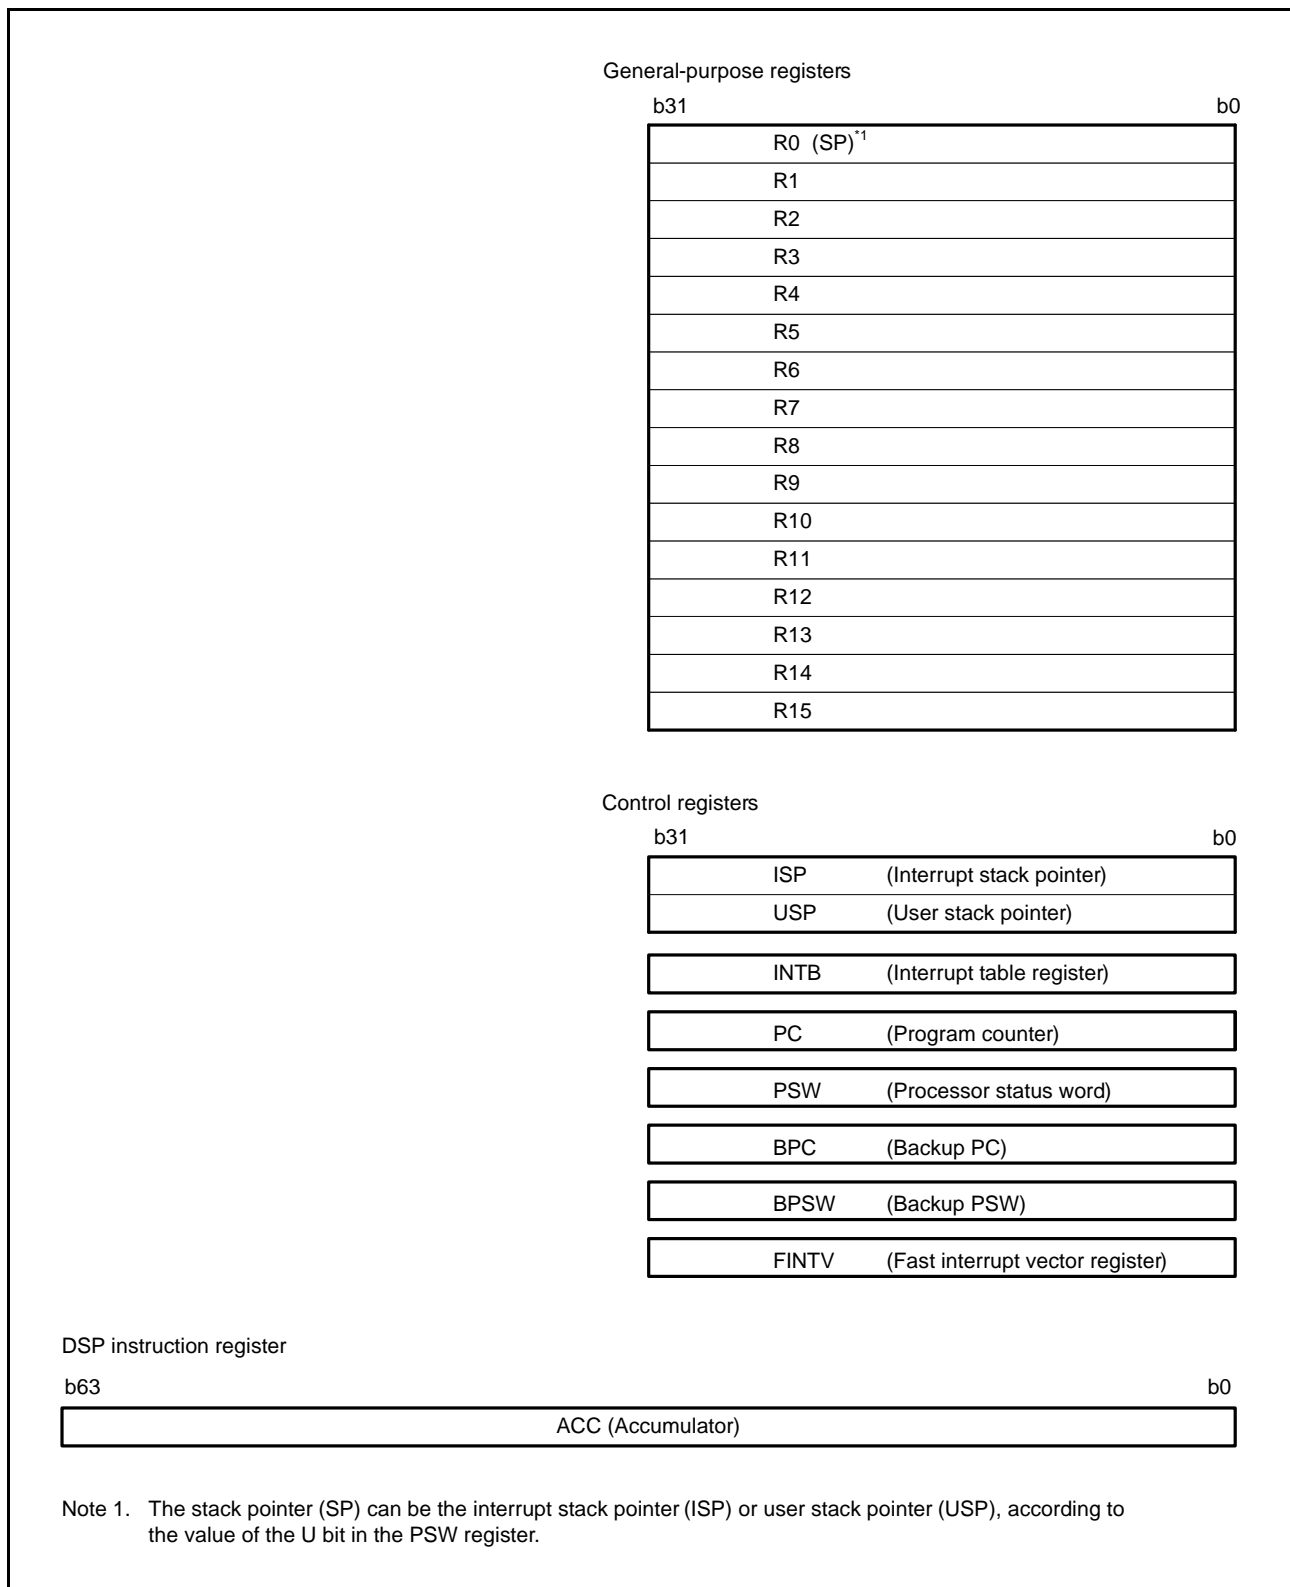 General-purpose registers
b31 b0
R0 (SP)*1
R1
R2
R3
R4
R5
R6
R7
R8
R9
R10
R11
R12
R13
R14
R15
Control registers
b31 b0
ISP (Interrupt stack pointer)
USP (User stack pointer)
INTB (Interrupt table register)
PC (Program counter)
PSW (Processor status word)
BPC (Backup PC)
BPSW (Backup PSW)
FINTV (Fast interrupt vector register)
DSP instruction register
b63 b0
ACC (Accumulator)
Note 1. The stack pointer (SP) can be the interrupt stack pointer (ISP) or user stack pointer (USP), according to
the value of the U bit in the PSW register.